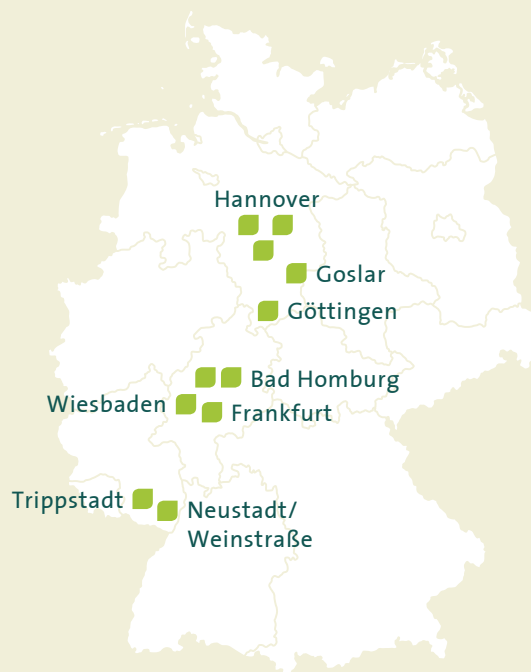 Hannover
Goslar
Göttingen
Bad Homburg
Wiesbaden
Frankfurt
Trippstadt
Neustadt/
Weinstraße